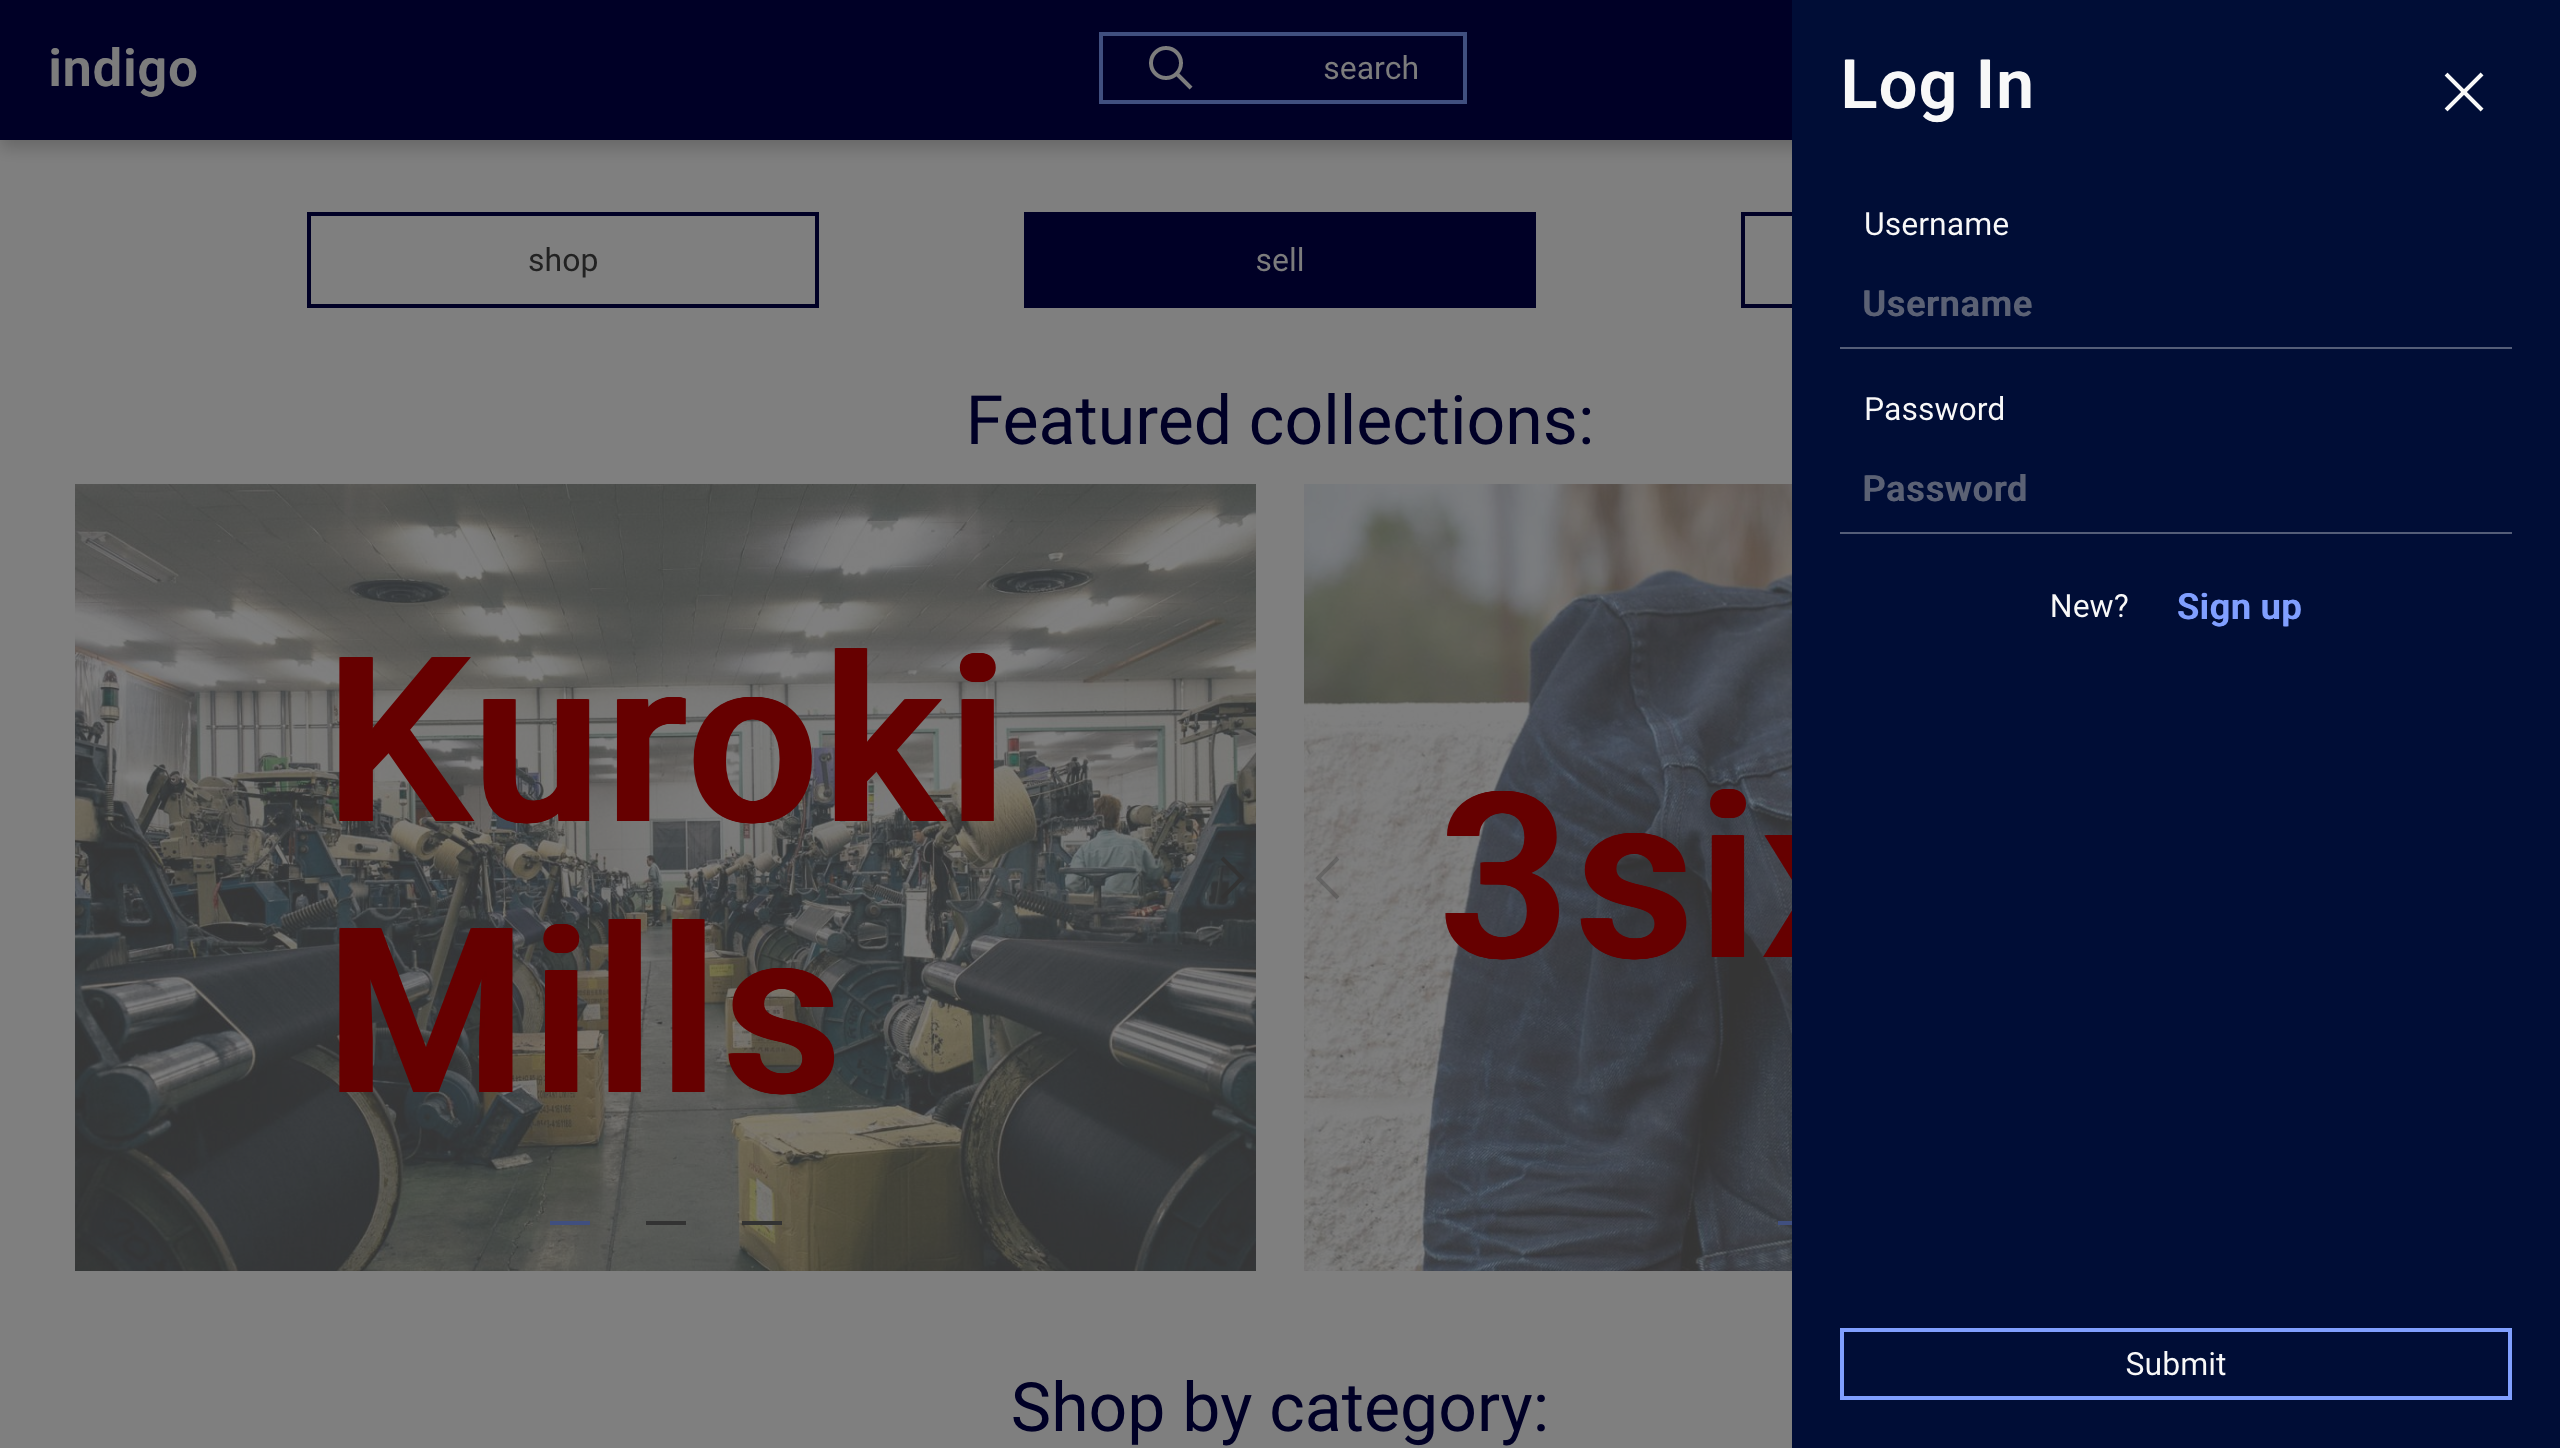 indigo
search
shop
sell
Featured collections:
Kuroki
Mills
3six
Shop by category:
Log In
Username
Username
Password
Password
New? Sign up
Submit